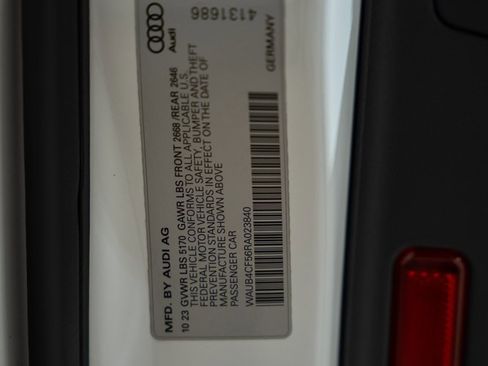 MFD. BY AUDI AG
10 23 GVWR LBS 5170 GAWR LBS FRONT 2668 /REAR 2646
THIS VEHICLE CONFORMS TO ALL APPLICABLE U.S.
FEDERAL MOTOR VEHICLE SAFETY, BUMPER AND THEFT
PREVENTION STANDARDS IN EFFECT ON THE DATE OF
MANUFACTURE SHOWN ABOVE
PASSENGER CAR
WAUB4CF56RA023840
Audi
GERMANY
4131686